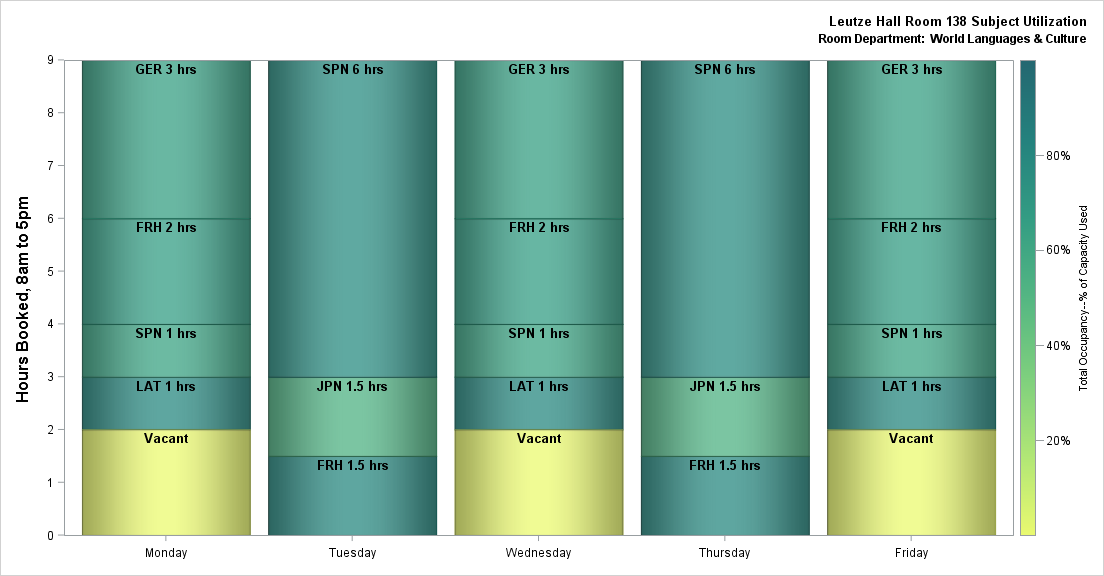 Leutze Hall Room 138 Subject Utilization
Room Department: World Languages & Culture
Hours Booked, 8am to 5pm
9
8
7
6
5
4
3
2
1
0
GER 3 hrs
FRH 2 hrs
SPN 1 hrs
LAT 1 hrs
Vacant
SPN 6 hrs
JPN 1.5 hrs
FRH 1.5 hrs
GER 3 hrs
FRH 2 hrs
SPN 1 hrs
LAT 1 hrs
Vacant
SPN 6 hrs
JPN 1.5 hrs
FRH 1.5 hrs
GER 3 hrs
FRH 2 hrs
SPN 1 hrs
LAT 1 hrs
Vacant
Monday
Tuesday
Wednesday
Thursday
Friday
80%
60%
40%
20%
Total Occupancy--% of Capacity Used